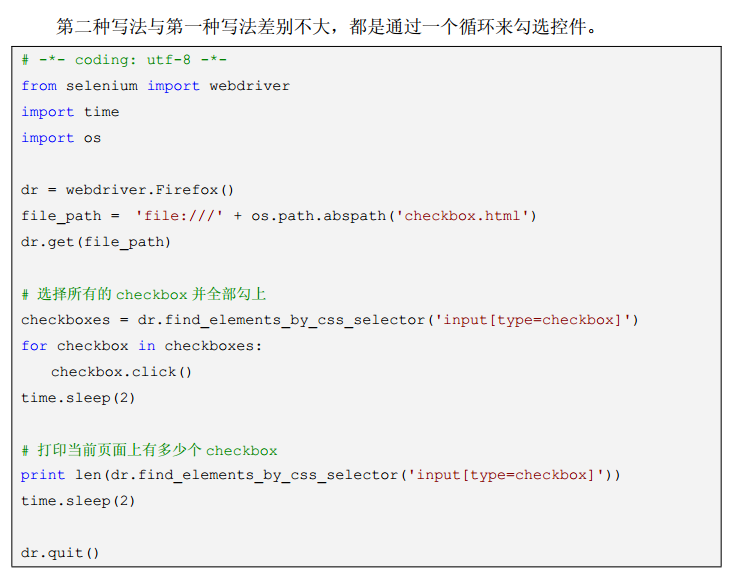 第二种写法与第一种写法差别不大，都是通过一个循环来勾选控件。
# -*- coding: utf-8 -*-
from selenium import webdriver
import time
import os
dr = webdriver.Firefox()
file_path = 'file:///' + os.path.abspath('checkbox.html')
dr.get(file_path)
# 选择所有的 checkbox 并全部勾上
checkboxes = dr.find_elements_by_css_selector('input[type=checkbox]')
for checkbox in checkboxes:
    checkbox.click()
time.sleep(2)
# 打印当前页面上有多少个 checkbox
print len(dr.find_elements_by_css_selector('input[type=checkbox]'))
time.sleep(2)
dr.quit()